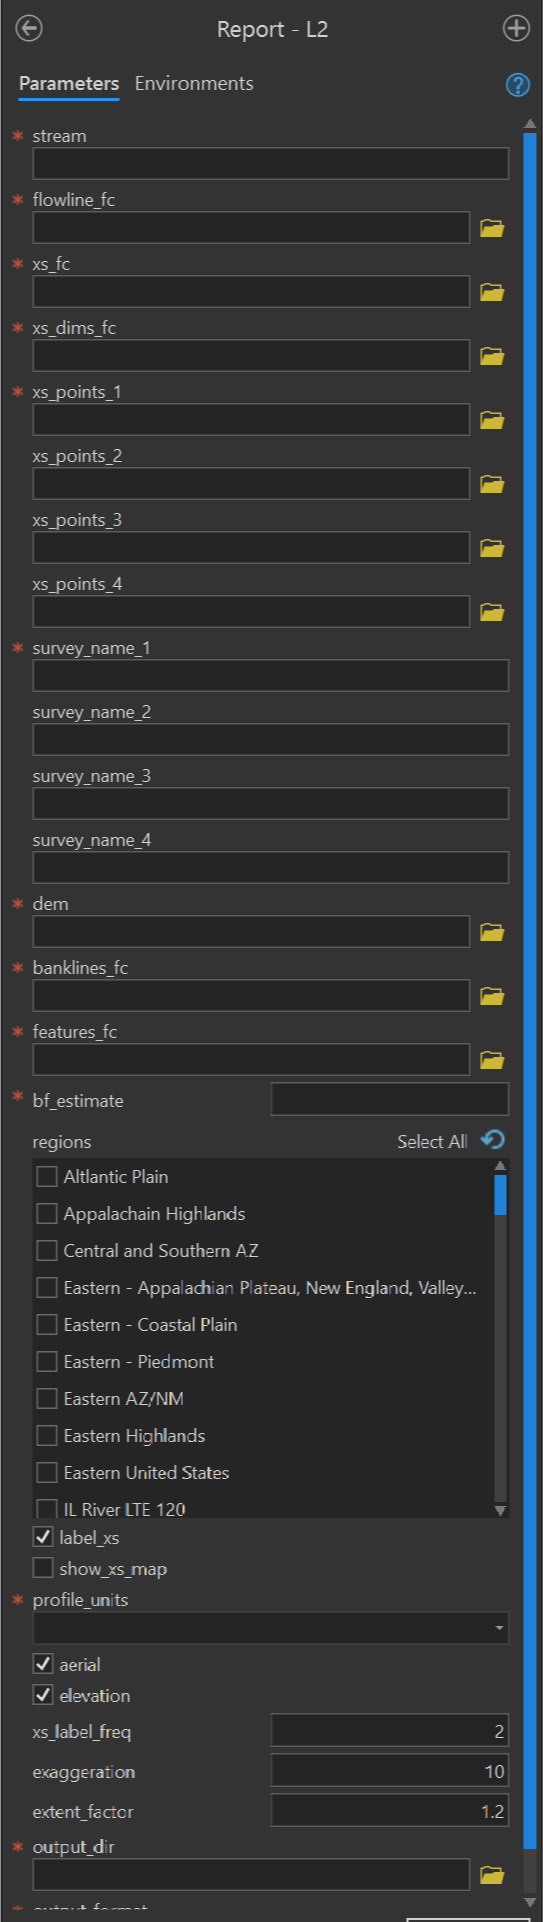 Report - L2
Parameters Environments
* stream
* flowline_fc
* xs_fc
* xs_dims_fc
* xs_points_1
xs_points_2
xs_points_3
xs_points_4
* survey_name_1
survey_name_2
survey_name_3
survey_name_4
* dem
* banklines_fc
* features_fc
* bf_estimate
regions Select All
Altlantic Plain
Appalachain Highlands
Central and Southern AZ
Eastern - Appalachian Plateau, New England, Valley...
Eastern - Coastal Plain
Eastern - Piedmont
Eastern AZ/NM
Eastern Highlands
Eastern United States
IL River LTE 120
label_xs
show_xs_map
* profile_units
aerial
elevation
xs_label_freq 2
exaggeration 10
extent_factor 1.2
* output_dir
* output_format